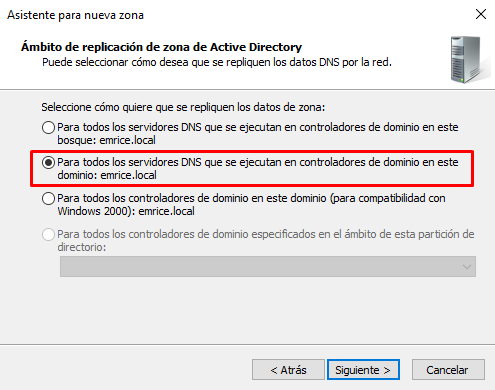 Asistente para nueva zona
Ámbito de replicación de zona de Active Directory
Puede seleccionar cómo desea que se repliquen los datos DNS por la red.
Seleccione cómo quiere que se repliquen los datos de zona:
Para todos los servidores DNS que se ejecutan en controladores de dominio en este
bosque: emrice.local
Para todos los servidores DNS que se ejecutan en controladores de dominio en este
dominio: emrice.local
Para todos los controladores de dominio en este dominio (para compatibilidad con
Windows 2000): emrice.local
Para todos los controladores de dominio especificados en el ámbito de esta partición de
directorio:
< Atrás
Siguiente >
Cancelar